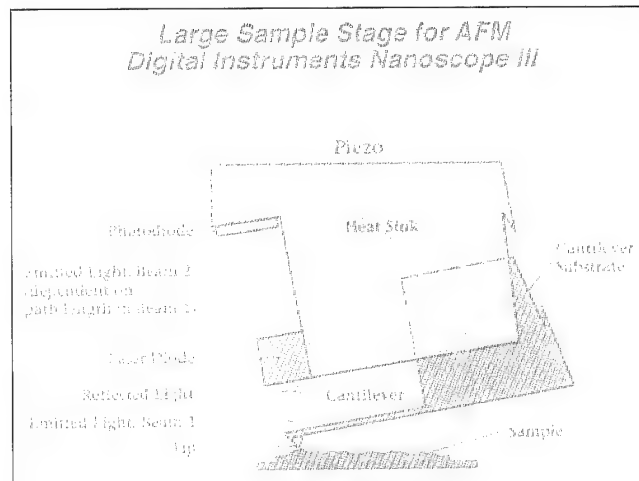 Large Sample Stage for AFM
Digital Instruments Nanoscope III
Piezo
Photodiode
Heat Sink
Cantilever
Substrate
Emitted Light, Beam 2
dependent on
path length in Beam 1.
Laser Diode
Reflected Light
Cantilever
Emitted Light, Beam 1
Tip
Sample